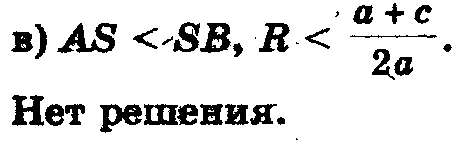 в) AS < SB, R < (a + c)/(2a).
Нет решения.